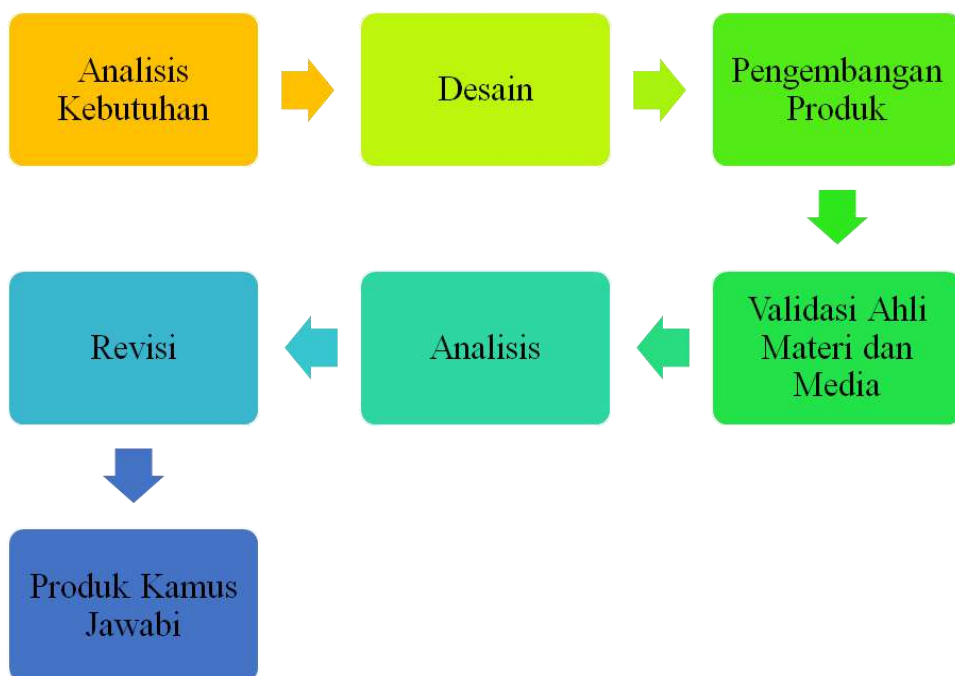 Analisis
Kebutuhan
Desain
Pengembangan
Produk
Validasi Ahli
Materi dan
Media
Analisis
Revisi
Produk Kamus
Jawabi